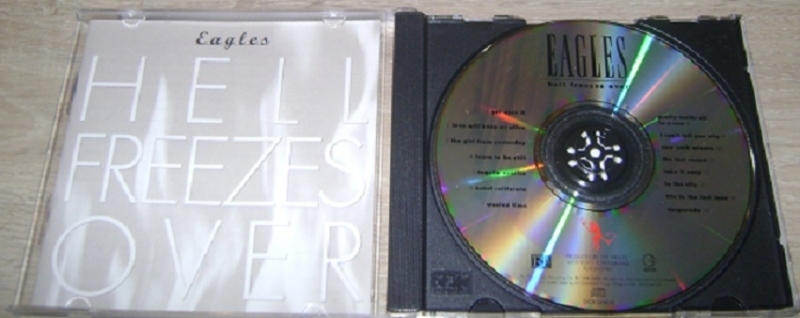 Eagles
HELL
FREEZES
OVER
EAGLES
hell freezes over
get over it
love will keep us alive
the girl from yesterday
learn to be still
tequila sunrise
hotel california
wasted time
pretty maids all
in a row
I can't tell you why
new york minute
the last resort
take it easy
in the city
life in the fast lane
desperado